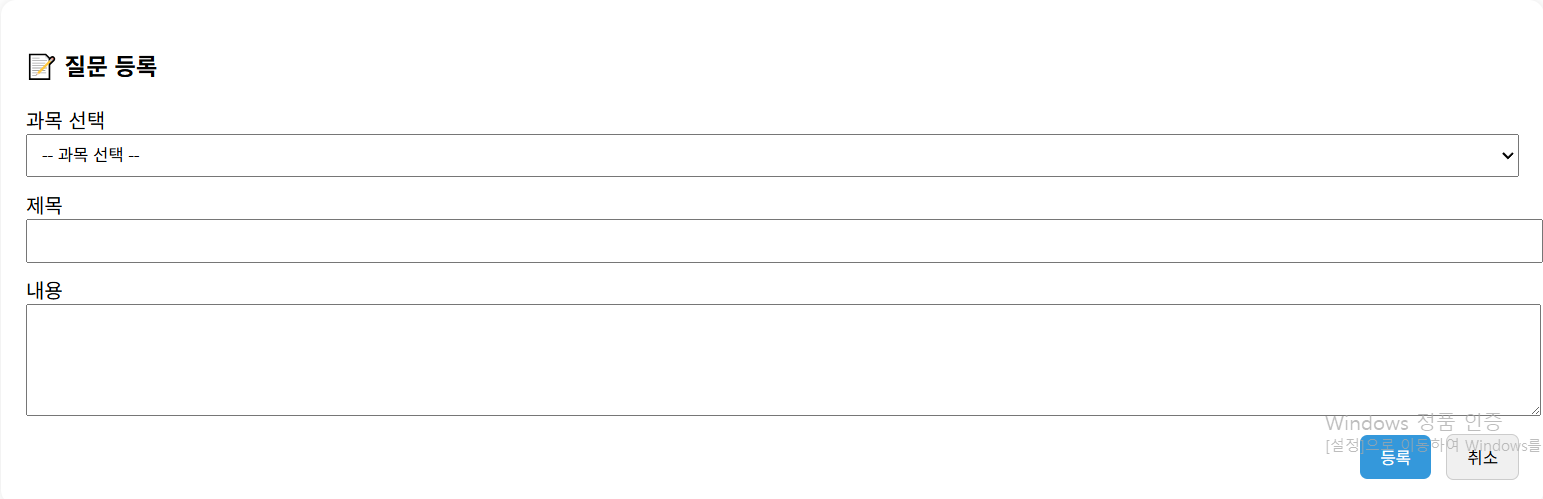 📝 질문 등록
과목 선택
-- 과목 선택 --
제목
내용
Windows 정품 인증
[설정]으로 이동하여 Windows를
등록
취소